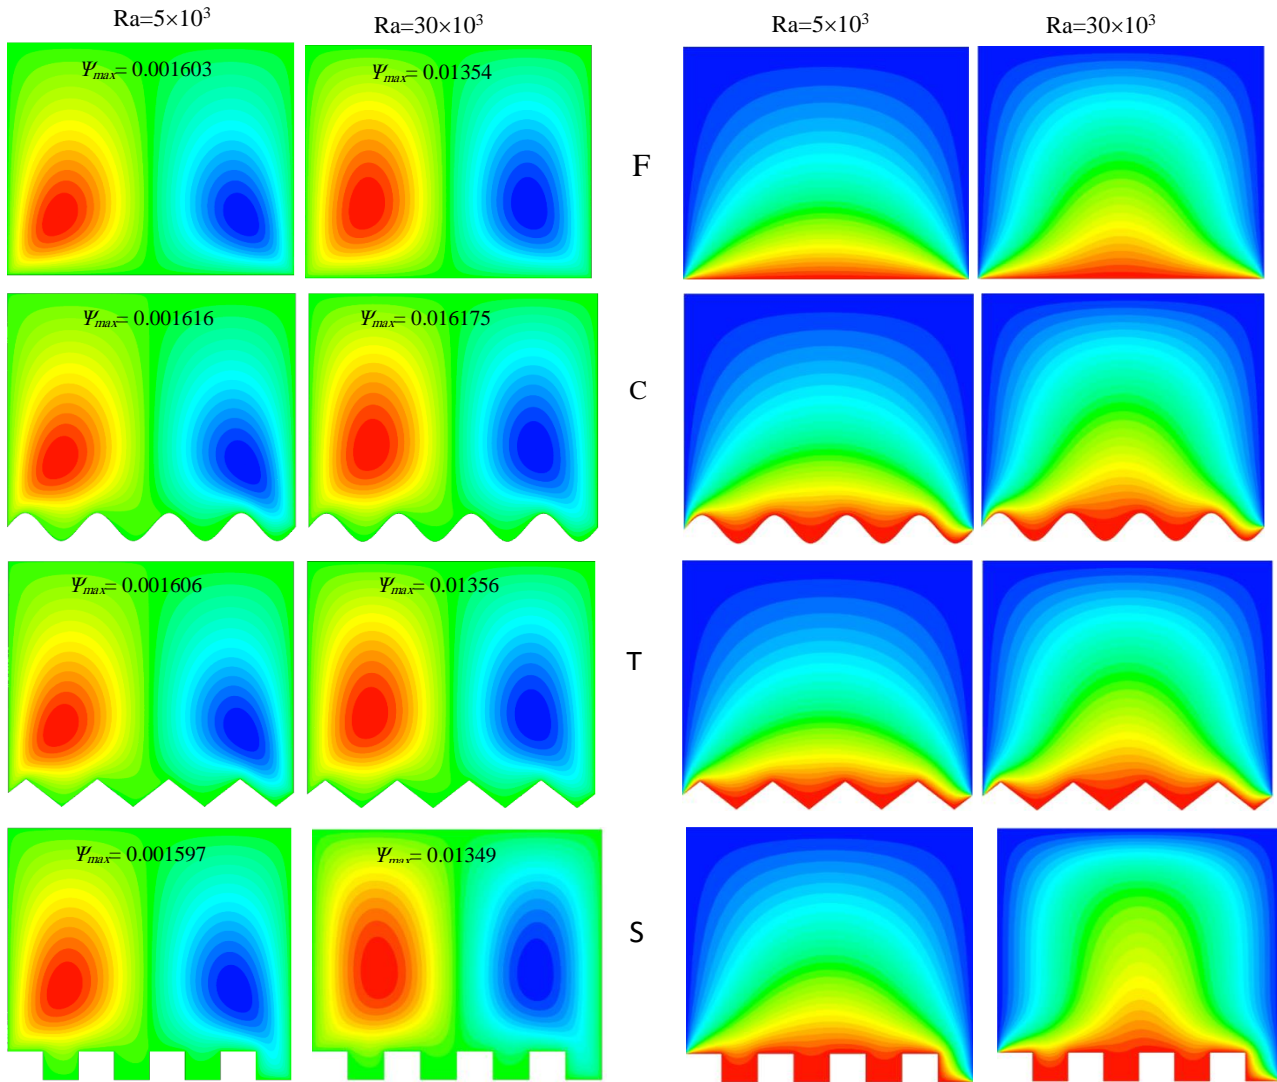 Ra=5×10³ Ra=30×10³ Ra=5×10³ Ra=30×10³
Ψmax= 0.001603 Ψmax= 0.01354
F
Ψmax= 0.001616 Ψmax= 0.016175
C
Ψmax= 0.001606 Ψmax= 0.01356
T
Ψmax= 0.001597 Ψmax= 0.01349
S